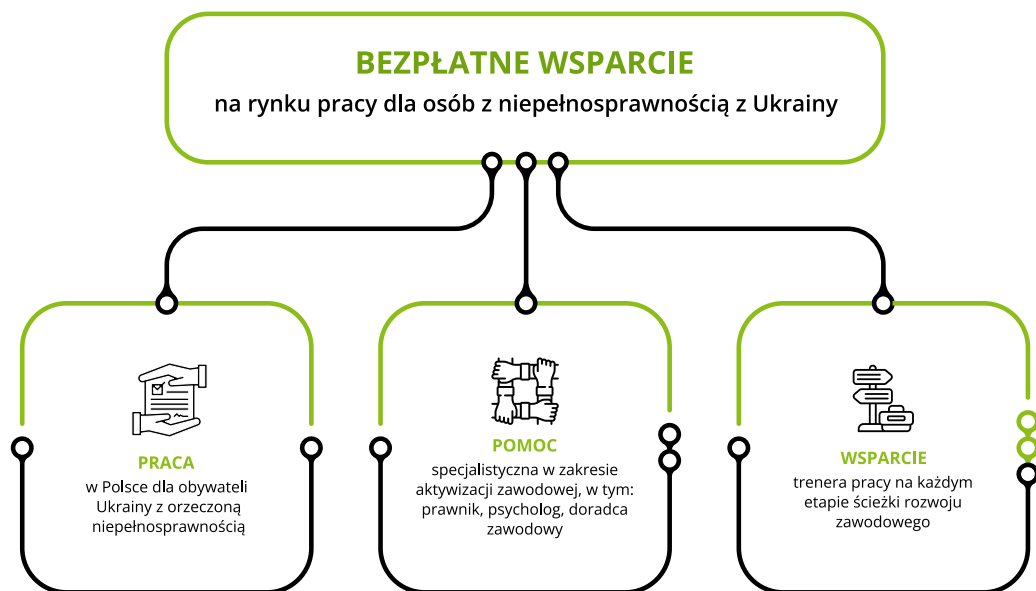 BEZPŁATNE WSPARCIE
na rynku pracy dla osób z niepełnosprawnością z Ukrainy
PRACA
w Polsce dla obywateli
Ukrainy z orzeczoną
niepełnosprawnością
POMOC
specjalistyczna w zakresie
aktywizacji zawodowej, w tym:
prawnik, psycholog, doradca
zawodowy
WSPARCIE
trenera pracy na każdym
etapie ścieżki rozwoju
zawodowego